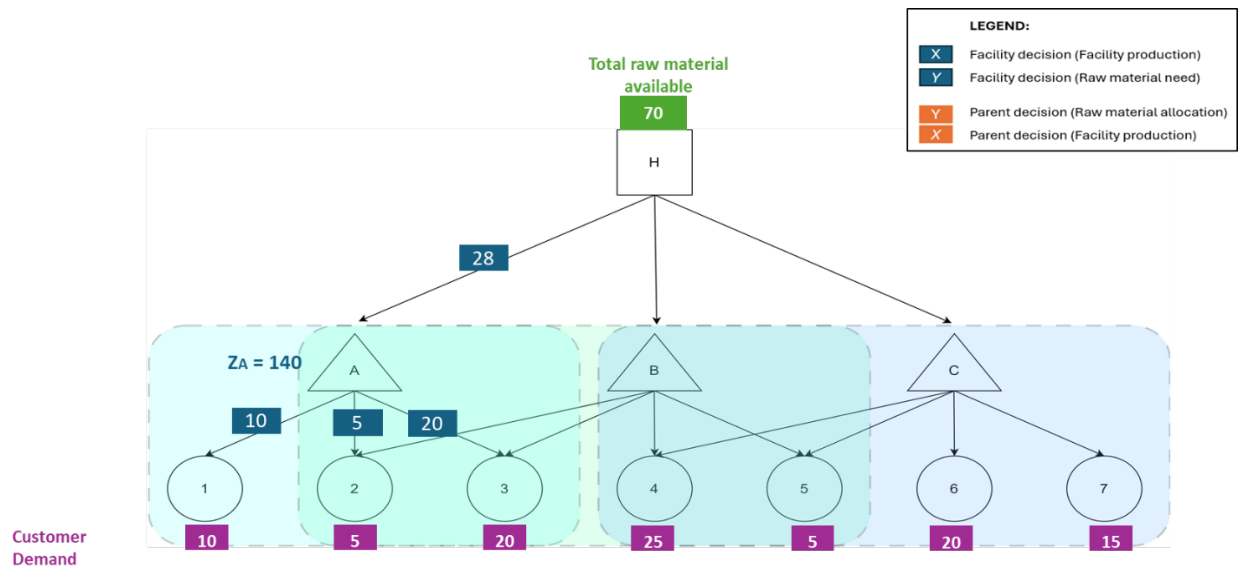 LEGEND:
X Facility decision (Facility production)
Y Facility decision (Raw material need)
Y Parent decision (Raw material allocation)
X Parent decision (Facility production)
Total raw material
available
70
H
28
ZA = 140
A
B
C
10
5
20
1
2
3
4
5
6
7
Customer
Demand
10
5
20
25
5
20
15